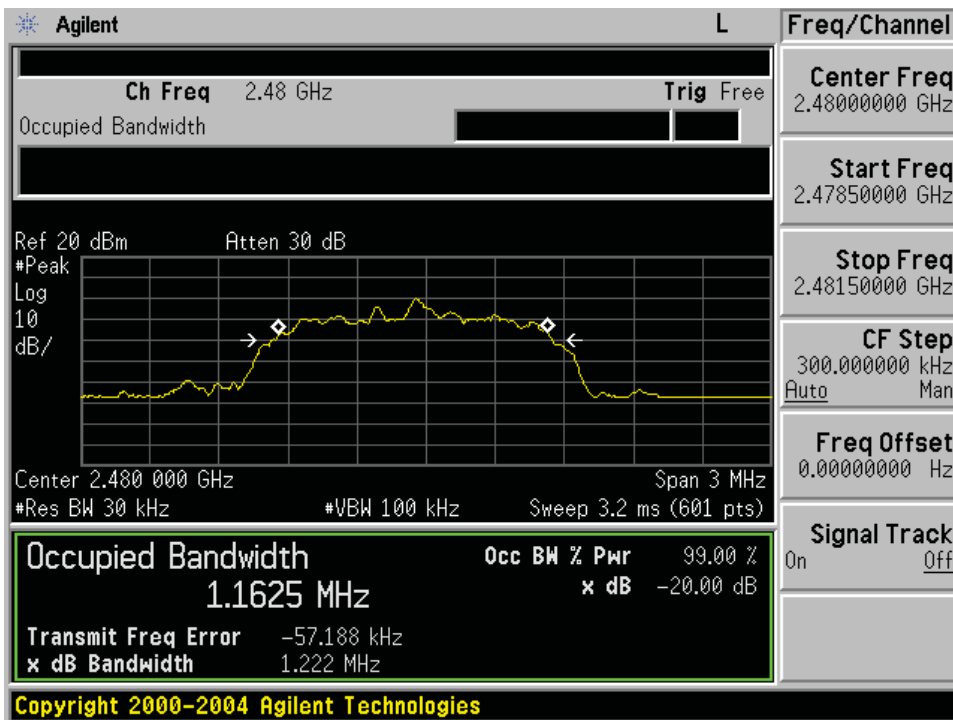 Agilent L Freq/Channel
Ch Freq 2.48 GHz Trig Free
Occupied Bandwidth
Ref 20 dBm Atten 30 dB
#Peak
Log
10
dB/
Center 2.480 000 GHz Span 3 MHz
#Res BW 30 kHz #VBW 100 kHz Sweep 3.2 ms (601 pts)
Occupied Bandwidth Occ BW % Pwr 99.00 %
1.1625 MHz x dB -20.00 dB
Transmit Freq Error -57.188 kHz
x dB Bandwidth 1.222 MHz
Copyright 2000-2004 Agilent Technologies
Center Freq
2.48000000 GHz
Start Freq
2.47850000 GHz
Stop Freq
2.48150000 GHz
CF Step
300.000000 kHz
Auto Man
Freq Offset
0.00000000 Hz
Signal Track
On Off